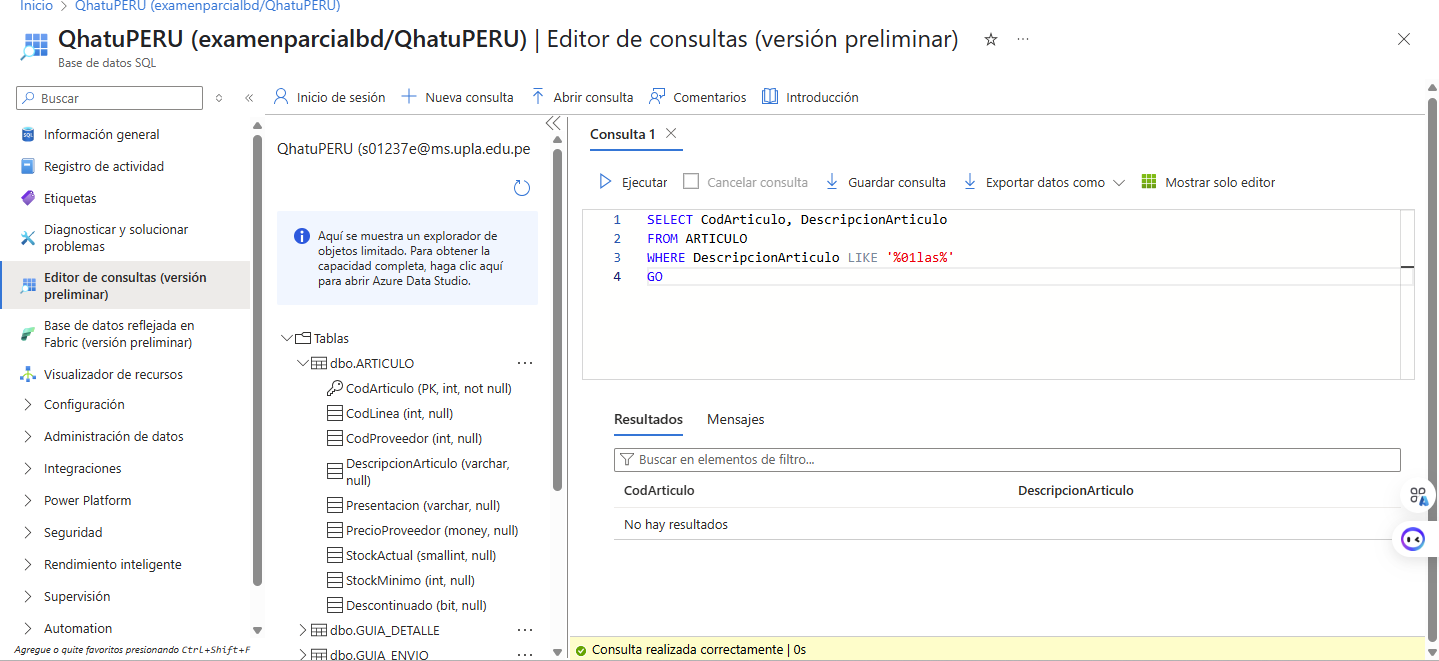 Inicio > QhatuPERU (examenparcialbd/QhatuPERU)
QhatuPERU (examenparcialbd/QhatuPERU) | Editor de consultas (versión preliminar)
Base de datos SQL
Buscar
Información general
Registro de actividad
Etiquetas
Diagnosticar y solucionar
problemas
Editor de consultas (versión
preliminar)
Base de datos reflejada en
Fabric (versión preliminar)
Visualizador de recursos
Configuración
Administración de datos
Integraciones
Power Platform
Seguridad
Rendimiento inteligente
Supervisión
Automation
Agregue o quite favoritos presionando Ctrl+Shift+F
Inicio de sesión
Nueva consulta
Abrir consulta
Comentarios
Introducción
QhatuPERU (s01237e@ms.upla.edu.pe
Aquí se muestra un explorador de
objetos limitado. Para obtener la
capacidad completa, haga clic aquí
para abrir Azure Data Studio.
Tablas
dbo.ARTICULO
CodArticulo (PK, int, not null)
CodLinea (int, null)
CodProveedor (int, null)
DescripcionArticulo (varchar,
null)
Presentacion (varchar, null)
PrecioProveedor (money, null)
StockActual (smallint, null)
StockMinimo (int, null)
Descontinuado (bit, null)
dbo.GUIA_DETALLE
dbo.GUIA_ENVIO
Consulta 1
Ejecutar
Cancelar consulta
Guardar consulta
Exportar datos como
Mostrar solo editor
1 SELECT CodArticulo, DescripcionArticulo
2 FROM ARTICULO
3 WHERE DescripcionArticulo LIKE '%01las%'
4 GO
Resultados
Mensajes
Buscar en elementos de filtro...
CodArticulo DescripcionArticulo
No hay resultados
Consulta realizada correctamente | 0s